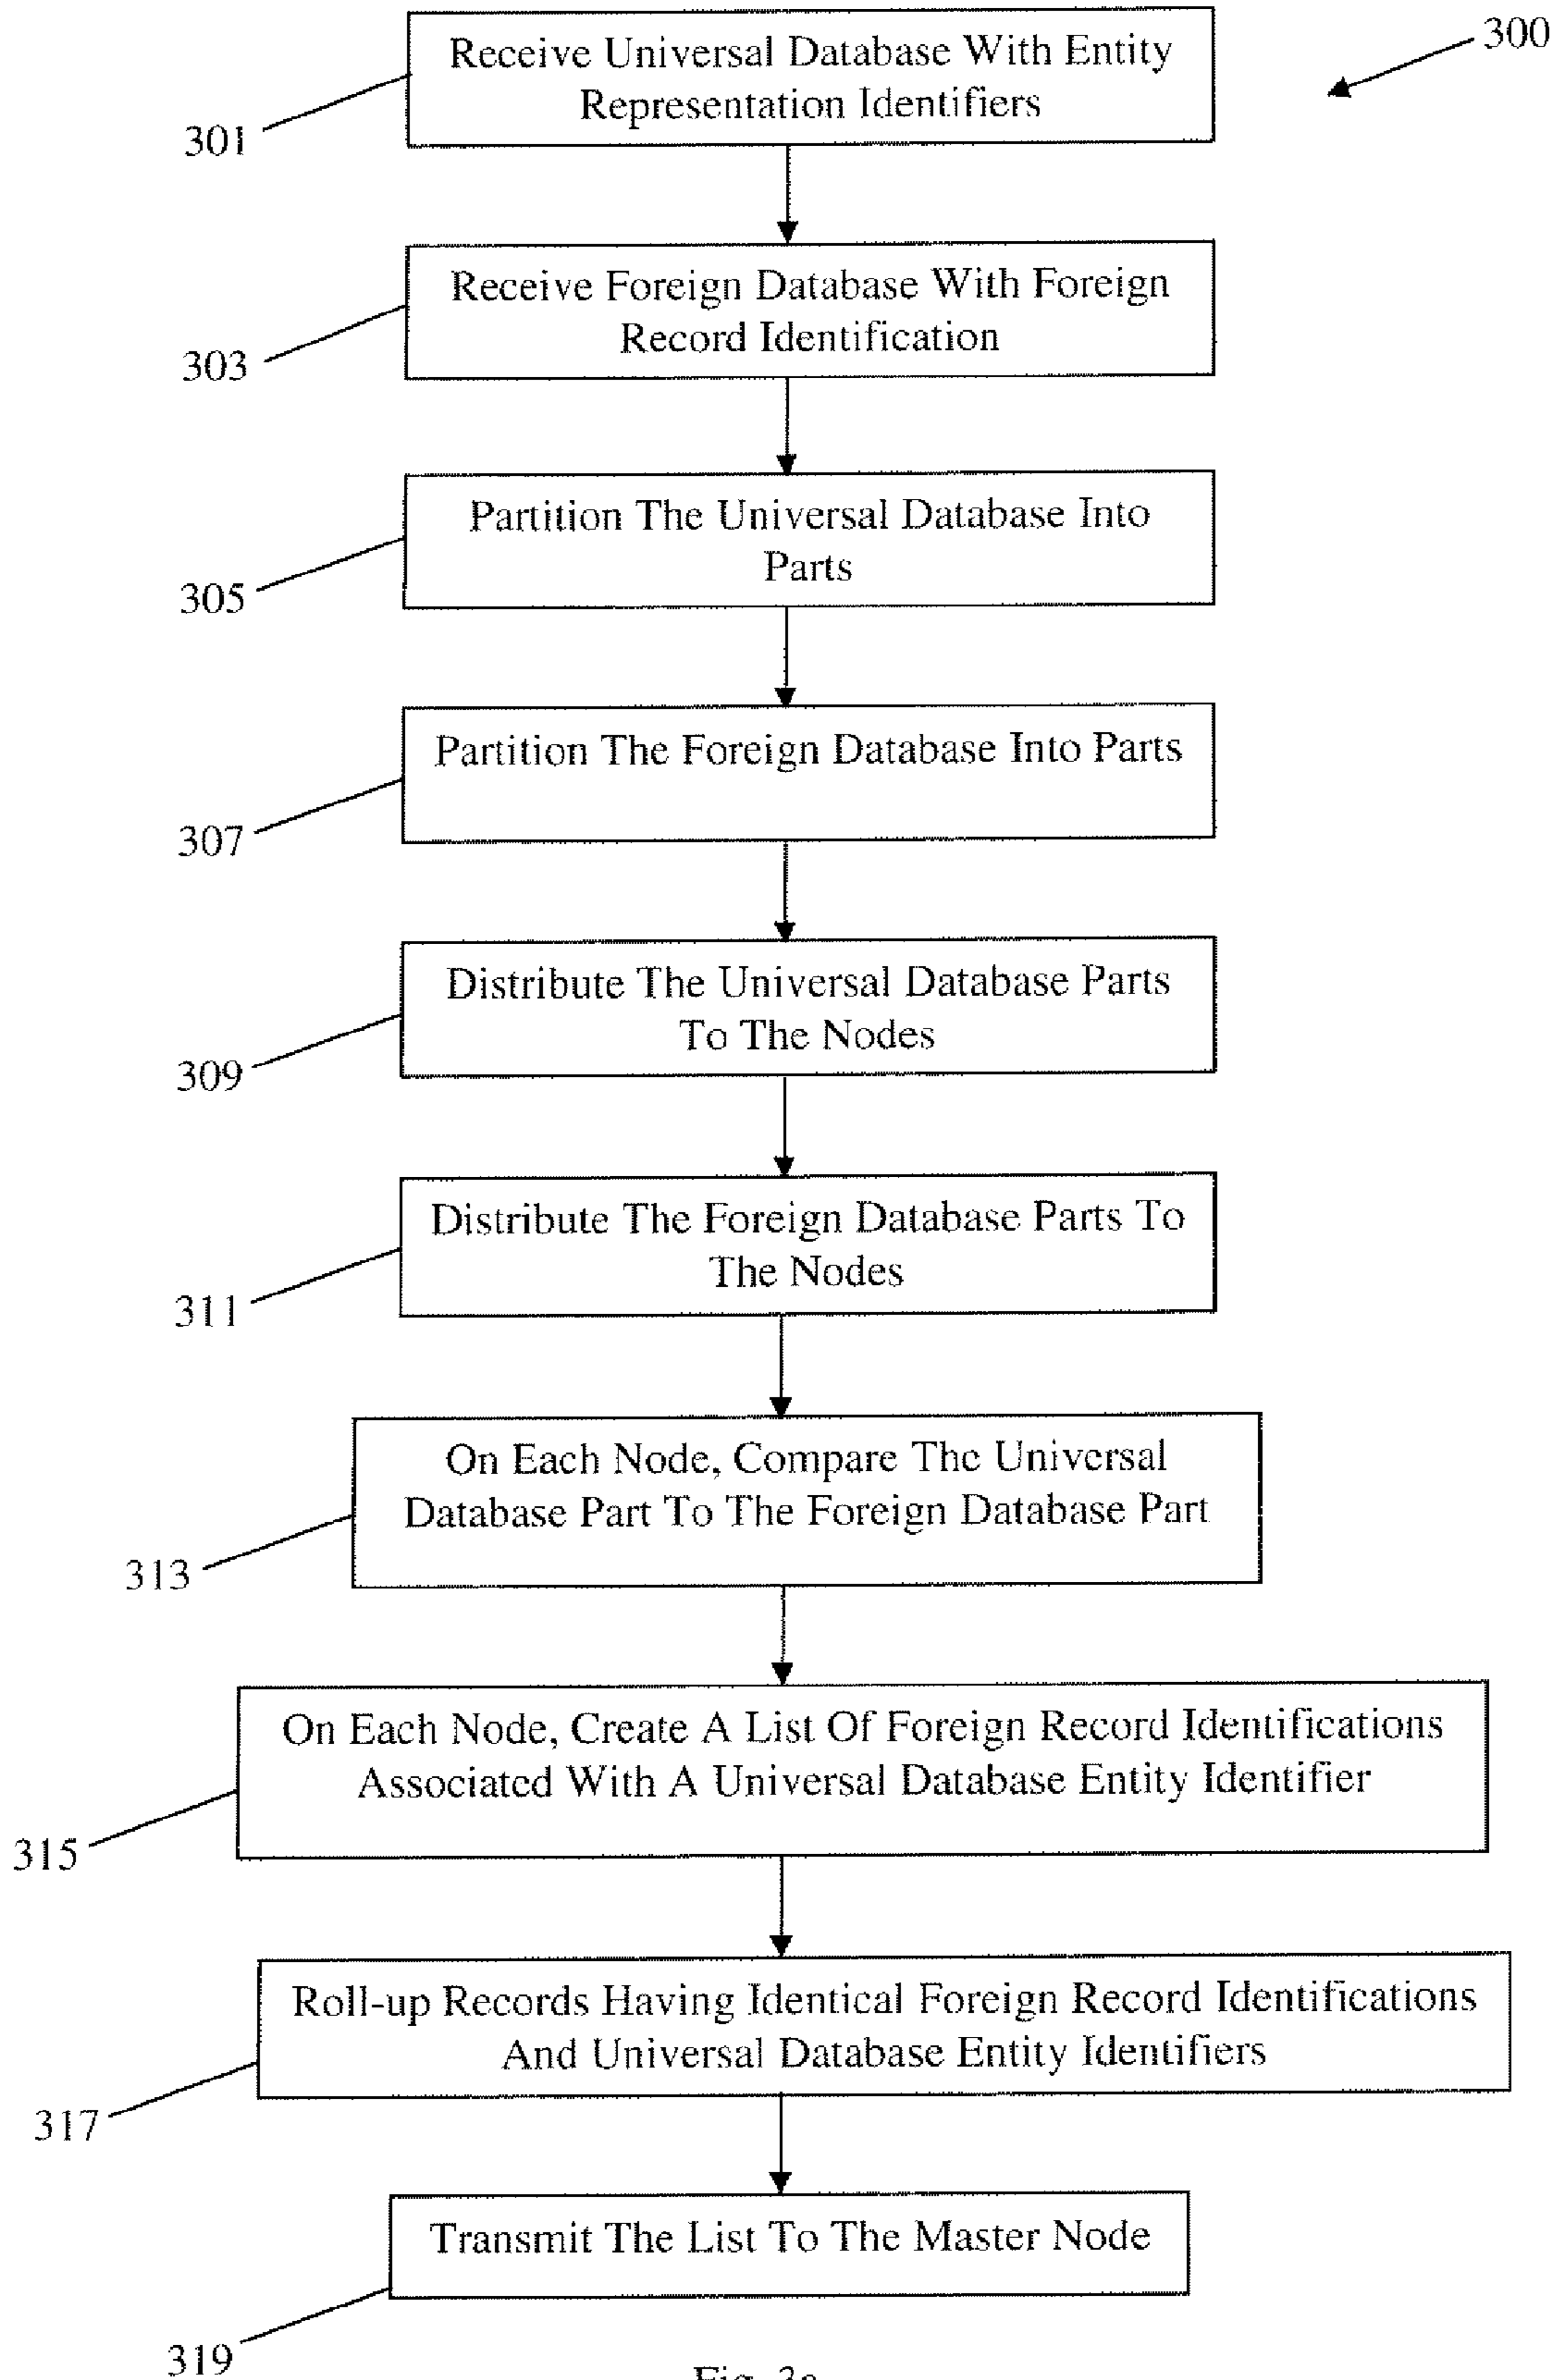 300
Receive Universal Database With Entity
Representation Identifiers
301
Receive Foreign Database With Foreign
Record Identification
303
Partition The Universal Database Into
Parts
305
Partition The Foreign Database Into Parts
307
Distribute The Universal Database Parts
To The Nodes
309
Distribute The Foreign Database Parts To
The Nodes
311
On Each Node, Compare The Universal
Database Part To The Foreign Database Part
313
On Each Node, Create A List Of Foreign Record Identifications
Associated With A Universal Database Entity Identifier
315
Roll-up Records Having Identical Foreign Record Identifications
And Universal Database Entity Identifiers
317
Transmit The List To The Master Node
319
Fig. 3a